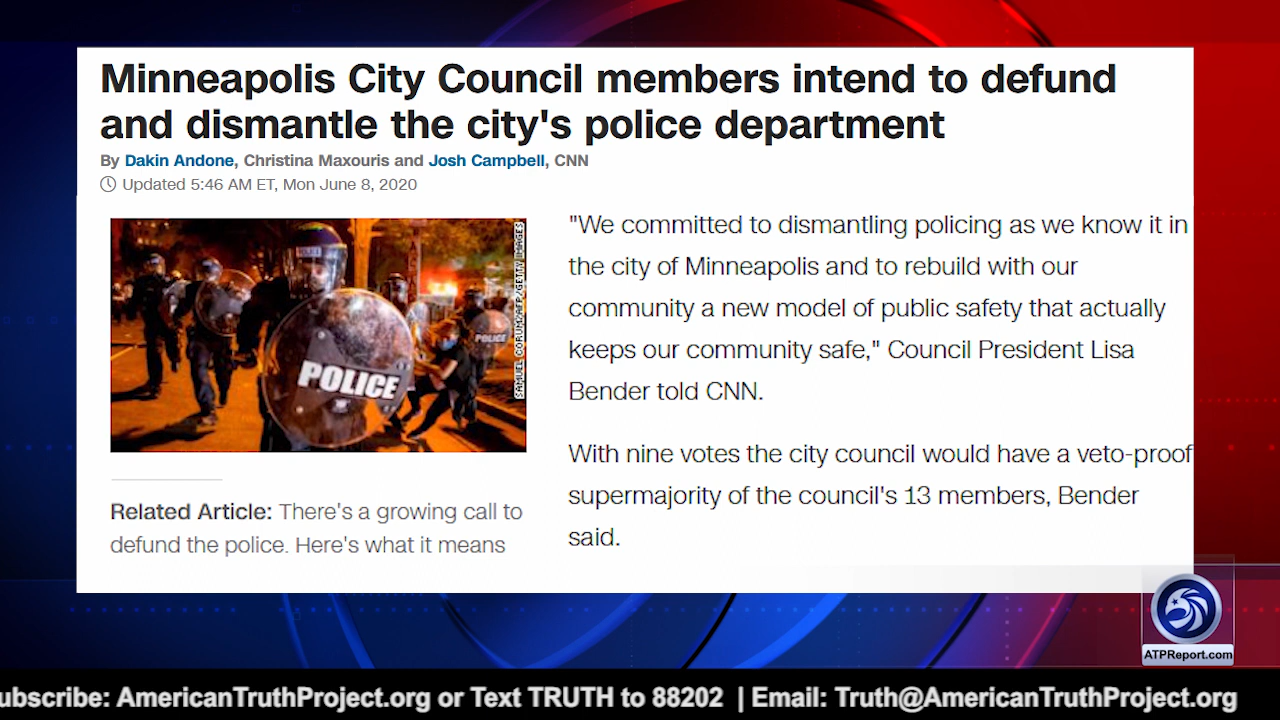 Minneapolis City Council members intend to defund
and dismantle the city's police department
By Dakin Andone, Christina Maxouris and Josh Campbell, CNN
Updated 5:46 AM ET, Mon June 8, 2020
POLICE
POLICE
SAMUEL CORUM/AFP/GETTY IMAGES
Related Article: There's a growing call to
defund the police. Here's what it means
"We committed to dismantling policing as we know it in
the city of Minneapolis and to rebuild with our
community a new model of public safety that actually
keeps our community safe," Council President Lisa
Bender told CNN.
With nine votes the city council would have a veto-proof
supermajority of the council's 13 members, Bender
said.
ATPReport.com
ubscribe: AmericanTruthProject.org or Text TRUTH to 88202 | Email: Truth@AmericanTruthProject.org